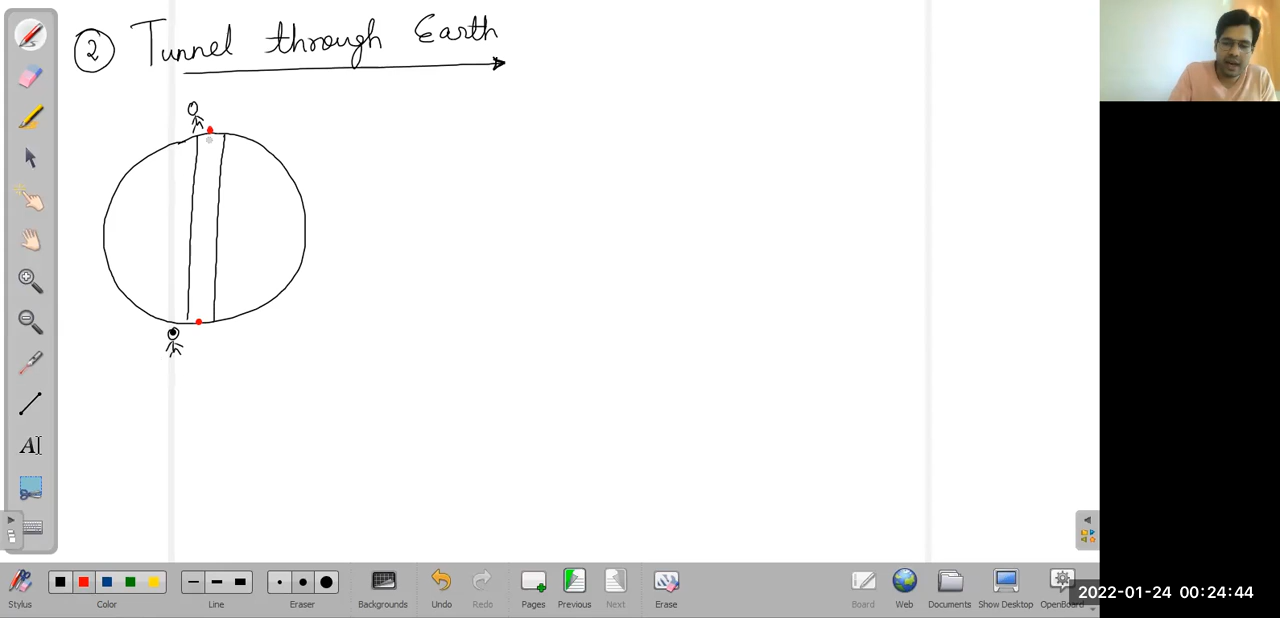 ② Tunnel through Earth
A
Stylus
Color
Line
Eraser
Backgrounds
Undo
Redo
Pages
Previous
Next
Erase
Board
Web
Documents
Show Desktop
OpenBoard
2022-01-24 00:24:44